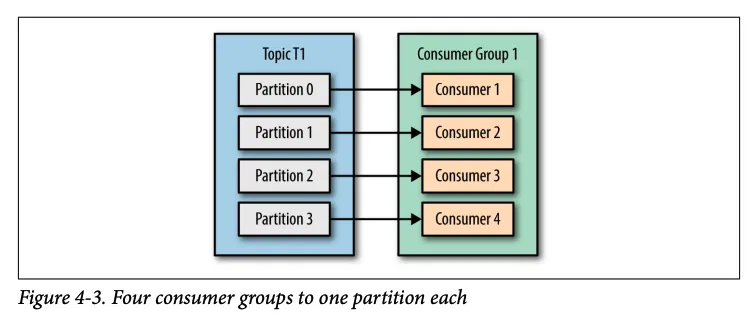 Topic T1
Partition 0
Partition 1
Partition 2
Partition 3
Consumer Group 1
Consumer 1
Consumer 2
Consumer 3
Consumer 4
Figure 4-3. Four consumer groups to one partition each